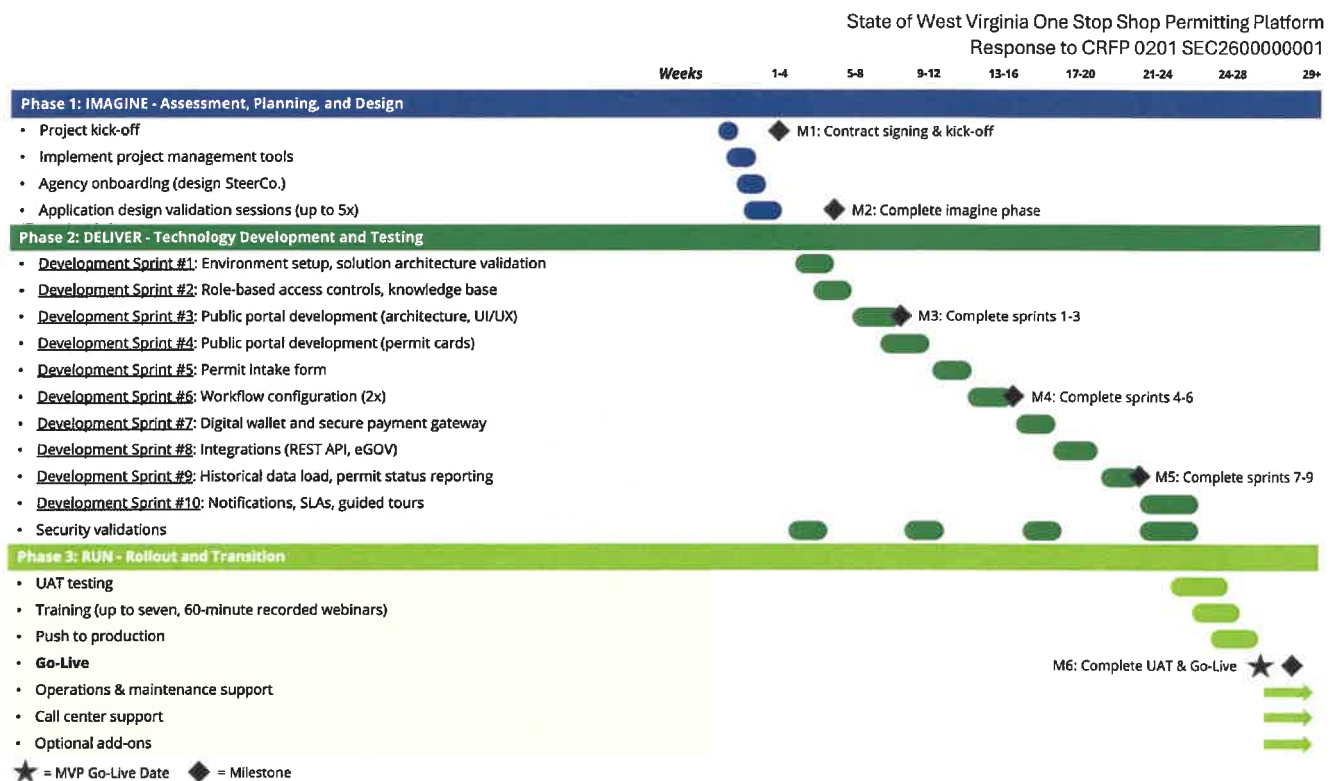 State of West Virginia One Stop Shop Permitting Platform
Response to CRFP 0201 SEC2600000001
Weeks 1-4 5-8 9-12 13-16 17-20 21-24 24-28 29+
Phase 1: IMAGINE - Assessment, Planning, and Design
• Project kick-off M1: Contract signing & kick-off
• Implement project management tools
• Agency onboarding (design SteerCo.)
• Application design validation sessions (up to 5x) M2: Complete imagine phase
Phase 2: DELIVER - Technology Development and Testing
• Development Sprint #1: Environment setup, solution architecture validation
• Development Sprint #2: Role-based access controls, knowledge base
• Development Sprint #3: Public portal development (architecture, UI/UX) M3: Complete sprints 1-3
• Development Sprint #4: Public portal development (permit cards)
• Development Sprint #5: Permit intake form
• Development Sprint #6: Workflow configuration (2x) M4: Complete sprints 4-6
• Development Sprint #7: Digital wallet and secure payment gateway
• Development Sprint #8: Integrations (REST API, eGOV)
• Development Sprint #9: Historical data load, permit status reporting M5: Complete sprints 7-9
• Development Sprint #10: Notifications, SLAs, guided tours
• Security validations
Phase 3: RUN - Rollout and Transition
• UAT testing
• Training (up to seven, 60-minute recorded webinars)
• Push to production
• Go-Live M6: Complete UAT & Go-Live
• Operations & maintenance support
• Call center support
• Optional add-ons
★ = MVP Go-Live Date ◆ = Milestone